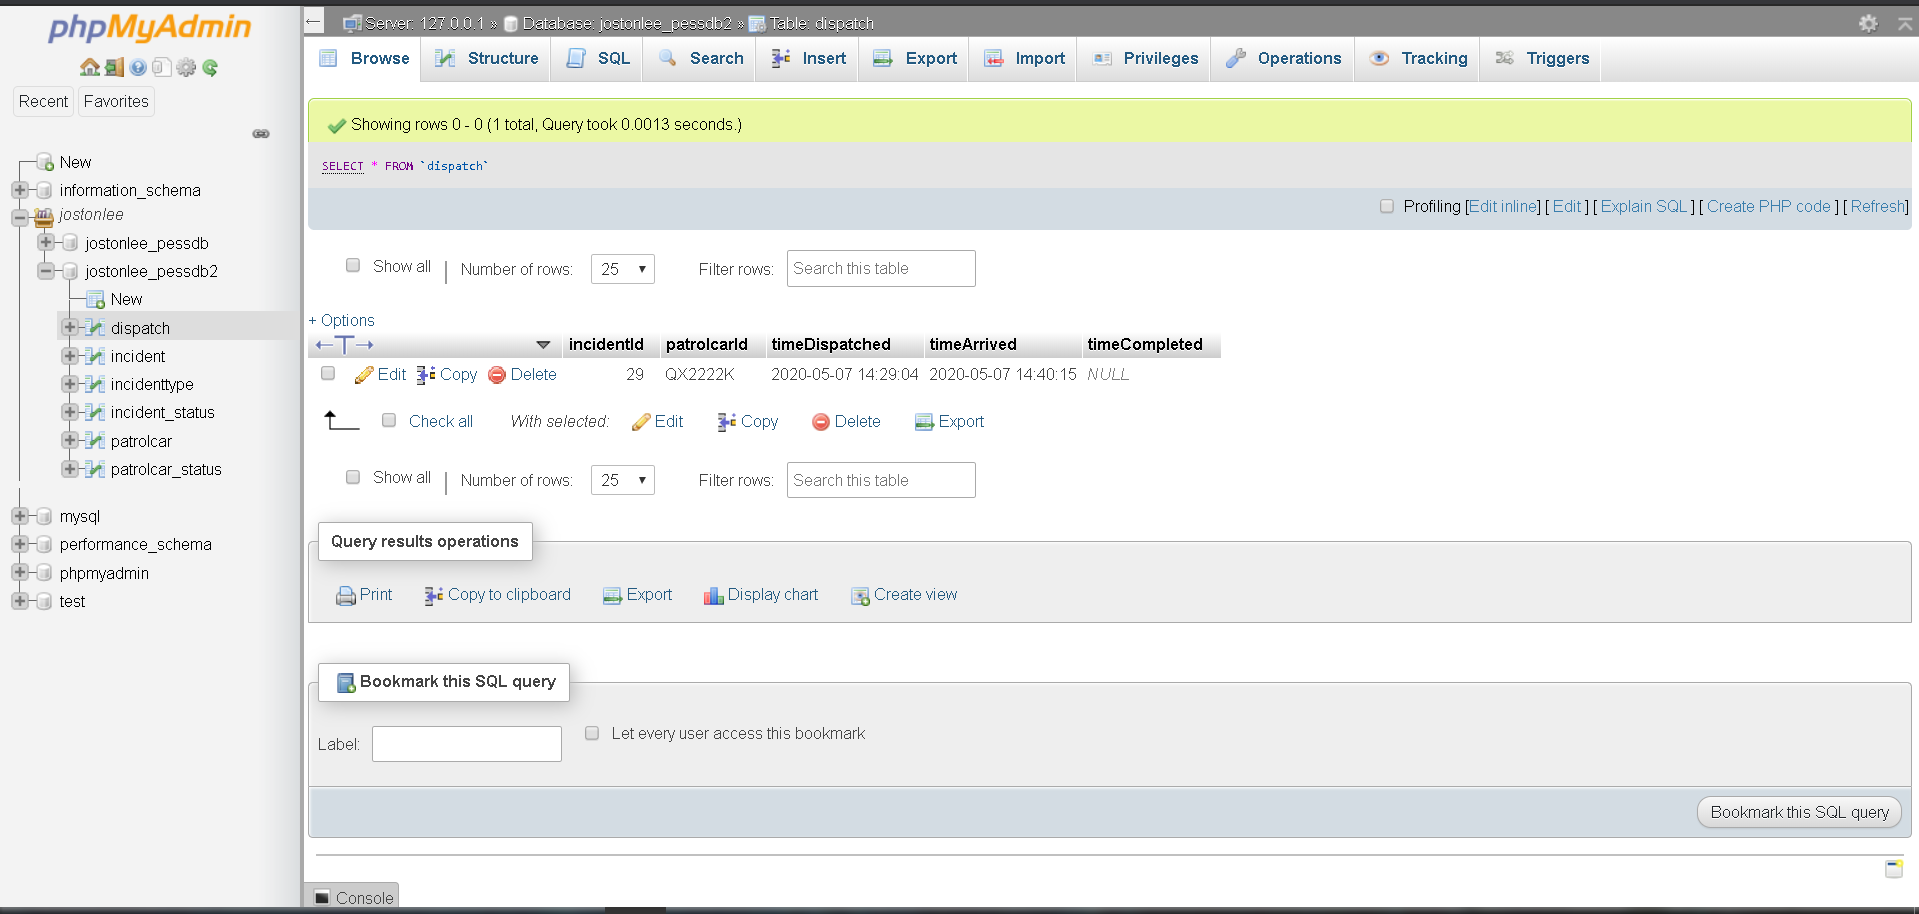 phpMyAdmin
Recent Favorites
New
information_schema
jostonlee
jostonlee_pessdb
jostonlee_pessdb2
New
dispatch
incident
incidenttype
incident_status
patrolcar
patrolcar_status
mysql
performance_schema
phpmyadmin
test
Server: 127.0.0.1 » Database: jostonlee_pessdb2 » Table: dispatch
Browse Structure SQL Search Insert Export Import Privileges Operations Tracking Triggers
Showing rows 0 - 0 (1 total, Query took 0.0013 seconds.)
SELECT * FROM `dispatch`
Profiling [Edit inline] [ Edit ] [ Explain SQL ] [ Create PHP code ] [ Refresh]
Show all | Number of rows: 25 Filter rows: Search this table
+ Options
←T→ incidentId patrolcarId timeDispatched timeArrived timeCompleted
Edit Copy Delete 29 QX2222K 2020-05-07 14:29:04 2020-05-07 14:40:15 NULL
Check all With selected: Edit Copy Delete Export
Show all | Number of rows: 25 Filter rows: Search this table
Query results operations
Print Copy to clipboard Export Display chart Create view
Bookmark this SQL query
Label: Let every user access this bookmark
Bookmark this SQL query
Console